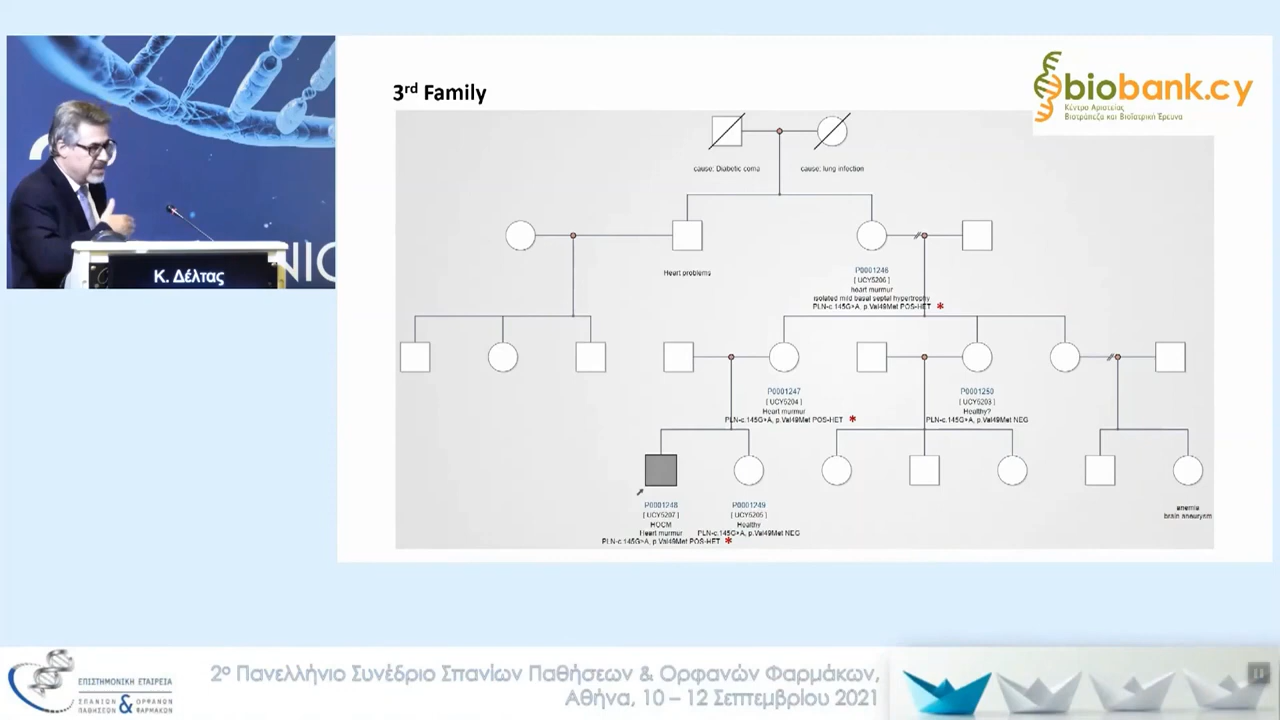 3rd Family
biobank.cy
Κέντρο Αριστείας
Βιοτράπεζα και Βιοϊατρική Έρευνα
cause: Diabetic coma
cause: lung infection
Heart problems
P0001246
[ UCY5206 ]
heart murmur
isolated mild basal septal hypertrophy
PLN-c.145G>A, p.Val49Met POS-HET *
P0001247
[ UCY5204 ]
Heart murmur
PLN-c.145G>A, p.Val49Met POS-HET *
P0001250
[ UCY5203 ]
Healthy?
PLN-c.145G>A, p.Val49Met NEG
P0001248
[ UCY5207 ]
HOCM
Heart murmur
PLN-c.145G>A, p.Val49Met POS-HET *
P0001249
[ UCY5205 ]
Healthy
PLN-c.145G>A, p.Val49Met NEG
anemia
brain aneurysm
Κ. Δέλτας
ΕΠΙΣΤΗΜΟΝΙΚΗ ΕΤΑΙΡΕΙΑ
ΣΠΑΝΙΩΝ & ΟΡΦΑΝΩΝ
ΠΑΘΗΣΕΩΝ ΦΑΡΜΑΚΩΝ
2ο Πανελλήνιο Συνέδριο Σπανίων Παθήσεων & Ορφανών Φαρμάκων,
Αθήνα, 10 – 12 Σεπτεμβρίου 2021